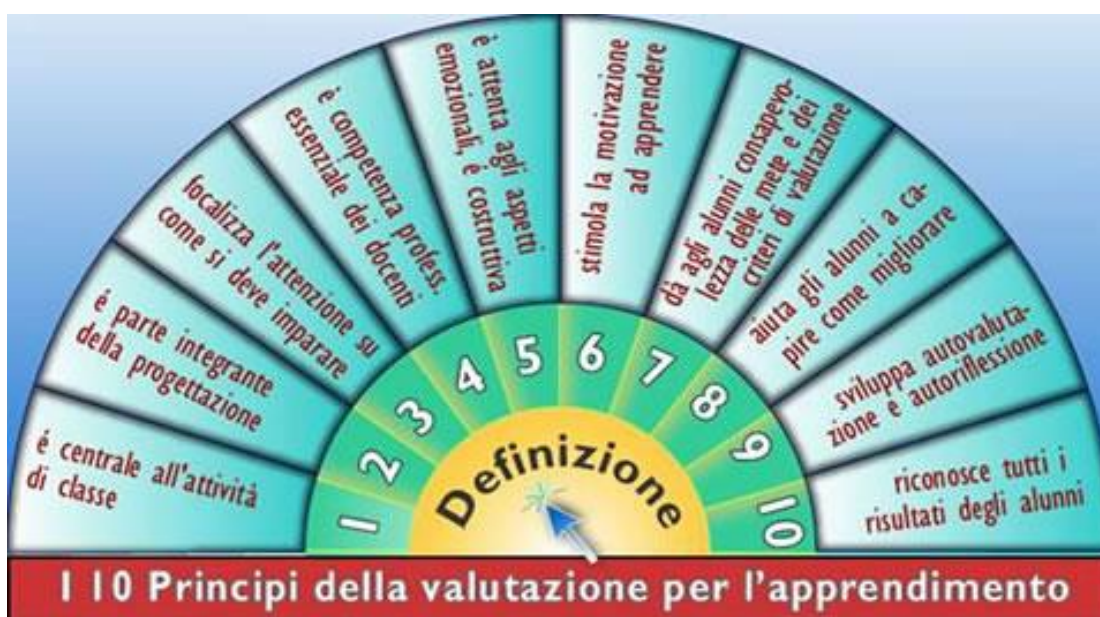 é centrale all'attivitá
di classe
é parte integrante
della progettazione
focalizza l'attenzione su
come si deve imparare
é competenza profess.
essenziale dei docenti
é attenta agli aspetti
emozionali, é costruttiva
stimola la motivazione
ad apprendere
dà agli alunni consapevo-
lezza delle mete e dei
criteri di valutazione
aiuta gli alunni a ca-
pire come migliorare
sviluppa autovaluta-
zione e autoriflessione
riconosce tutti i
risultati degli alunni
1
2
3
4
5
6
7
8
9
10
Definizione
I 10 Principi della valutazione per l'apprendimento